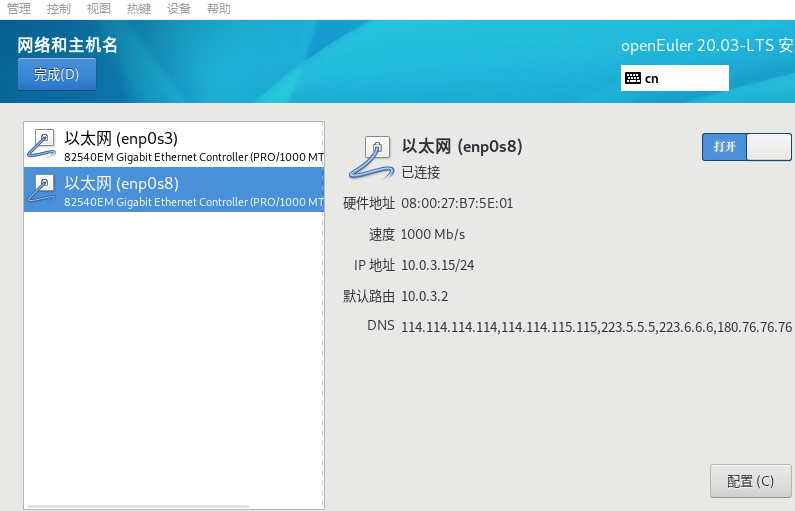 管理 控制 视图 热键 设备 帮助
网络和主机名
完成(D)
openEuler 20.03-LTS 安
cn
以太网 (enp0s3)
82540EM Gigabit Ethernet Controller (PRO/1000 MT
以太网 (enp0s8)
82540EM Gigabit Ethernet Controller (PRO/1000 MT
以太网 (enp0s8)
已连接
打开
硬件地址 08:00:27:B7:5E:01
速度 1000 Mb/s
IP 地址 10.0.3.15/24
默认路由 10.0.3.2
DNS 114.114.114.114,114.114.115.115,223.5.5.5,223.6.6.6,180.76.76.76
配置 (C)